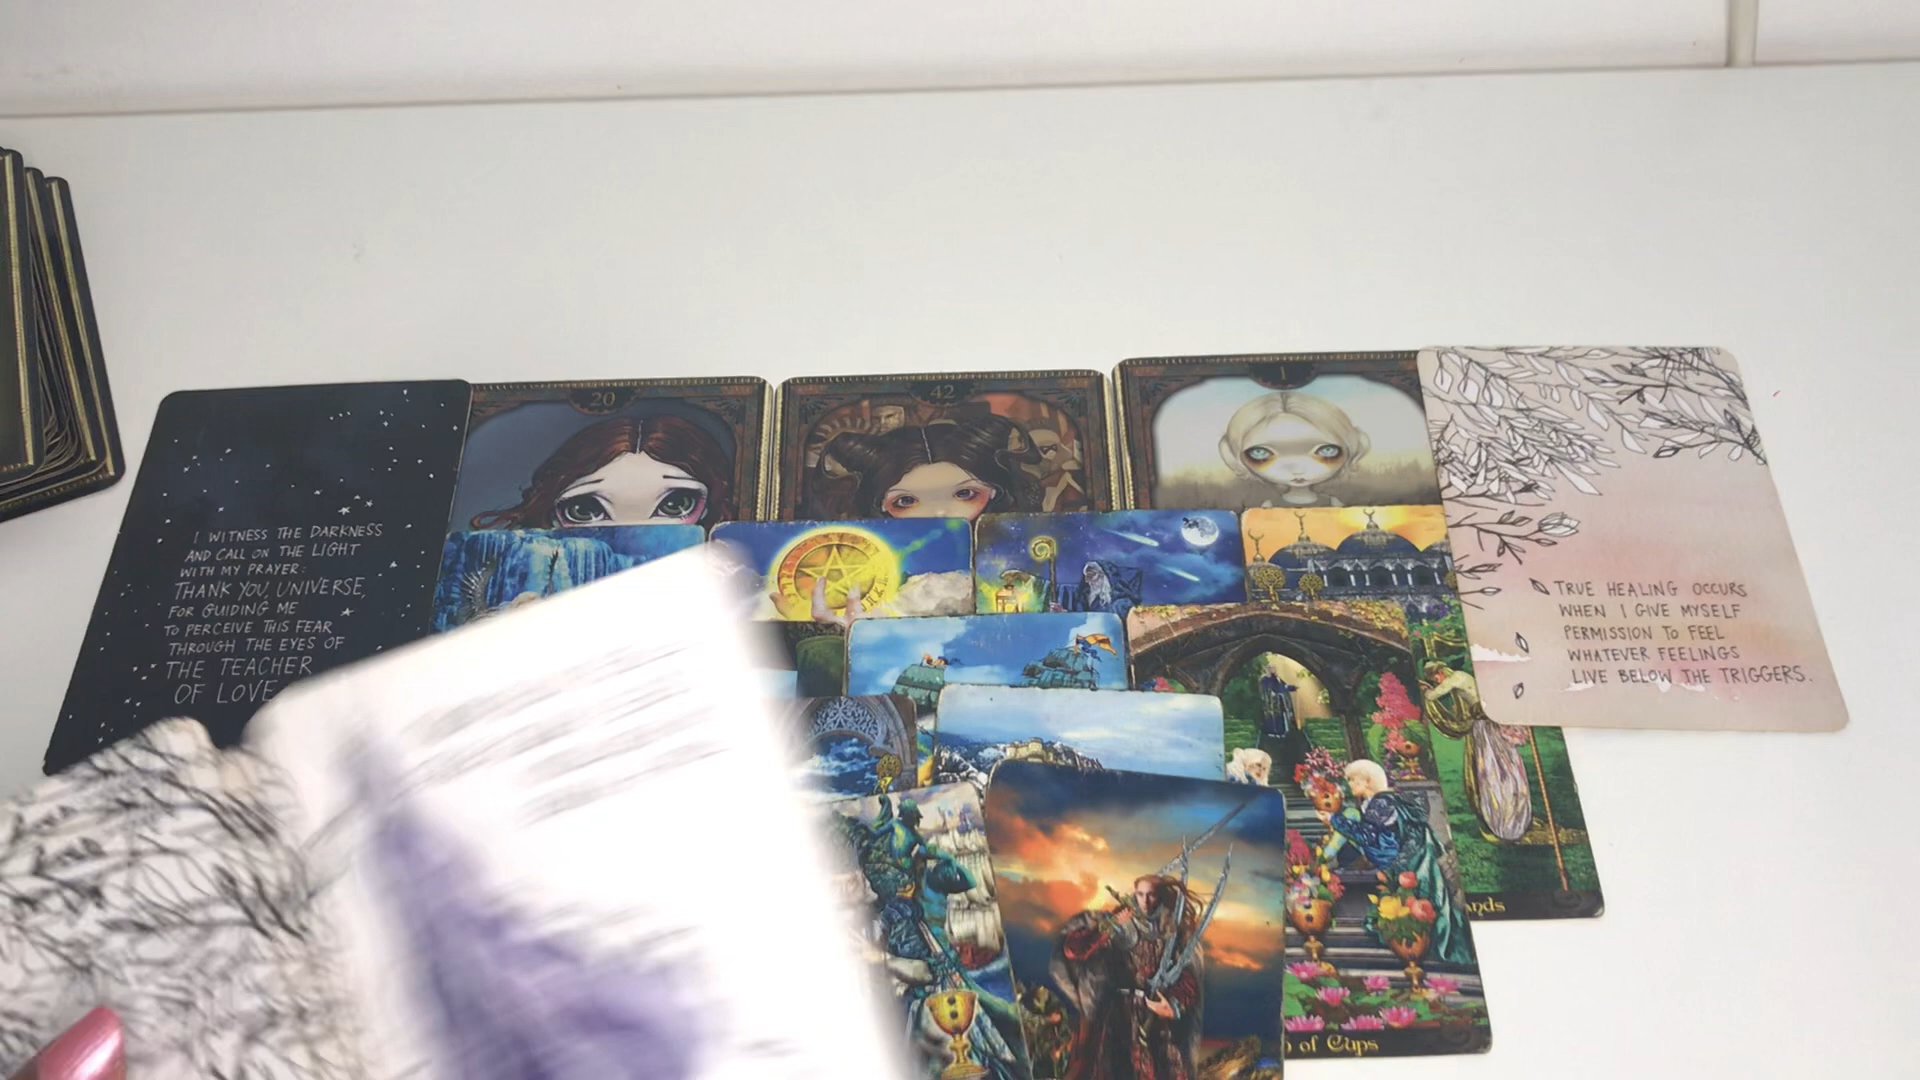 I WITNESS THE DARKNESS
AND CALL ON THE LIGHT
WITH MY PRAYER:
THANK YOU, UNIVERSE,
FOR GUIDING ME
TO PERCEIVE THIS FEAR
THROUGH THE EYES OF
THE TEACHER
OF LOVE
20
42
1
TRUE HEALING OCCURS
WHEN I GIVE MYSELF
PERMISSION TO FEEL
WHATEVER FEELINGS
LIVE BELOW THE TRIGGERS.
of Cups